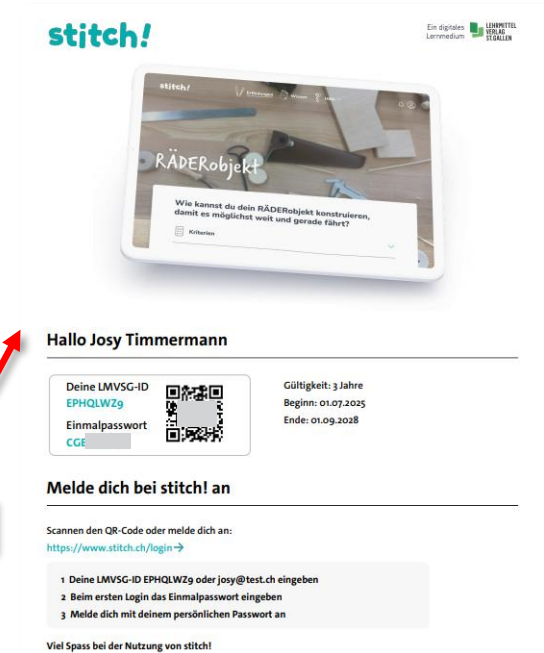 stitch!
Ein digitales
Lernmedium
LEHRMITTEL
VERLAG
ST.GALLEN
stitch!
Erkundungen Wissen
RÄDERobjekt
Wie kannst du dein RÄDERobjekt konstruieren,
damit es möglichst weit und gerade fährt?
Kriterien
Hallo Josy Timmermann
Deine LMVSG-ID
EPHQLWZ9
Einmalpasswort
Gültigkeit: 3 Jahre
Beginn: 01.07.2025
Ende: 01.09.2028
Melde dich bei stitch! an
Scannen den QR-Code oder melde dich an:
https://www.stitch.ch/login→
1 Deine LMVSG-ID EPHQLWZ9 oder josy@test.ch eingeben
2 Beim ersten Login das Einmalpasswort eingeben
3 Melde dich mit deinem persönlichen Passwort an
Viel Spass bei der Nutzung von stitch!